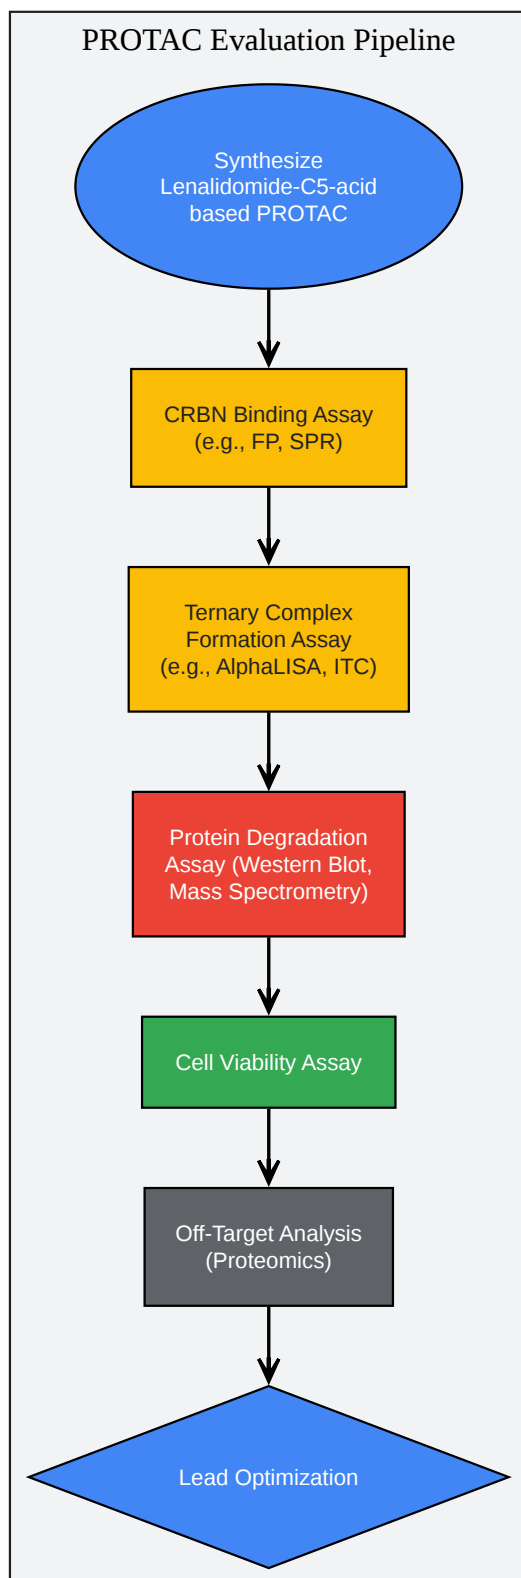 PROTAC Evaluation Pipeline
Synthesize
Lenalidomide-C5-acid
based PROTAC
CRBN Binding Assay
(e.g., FP, SPR)
Ternary Complex
Formation Assay
(e.g., AlphaLISA, ITC)
Protein Degradation
Assay (Western Blot,
Mass Spectrometry)
Cell Viability Assay
Off-Target Analysis
(Proteomics)
Lead Optimization